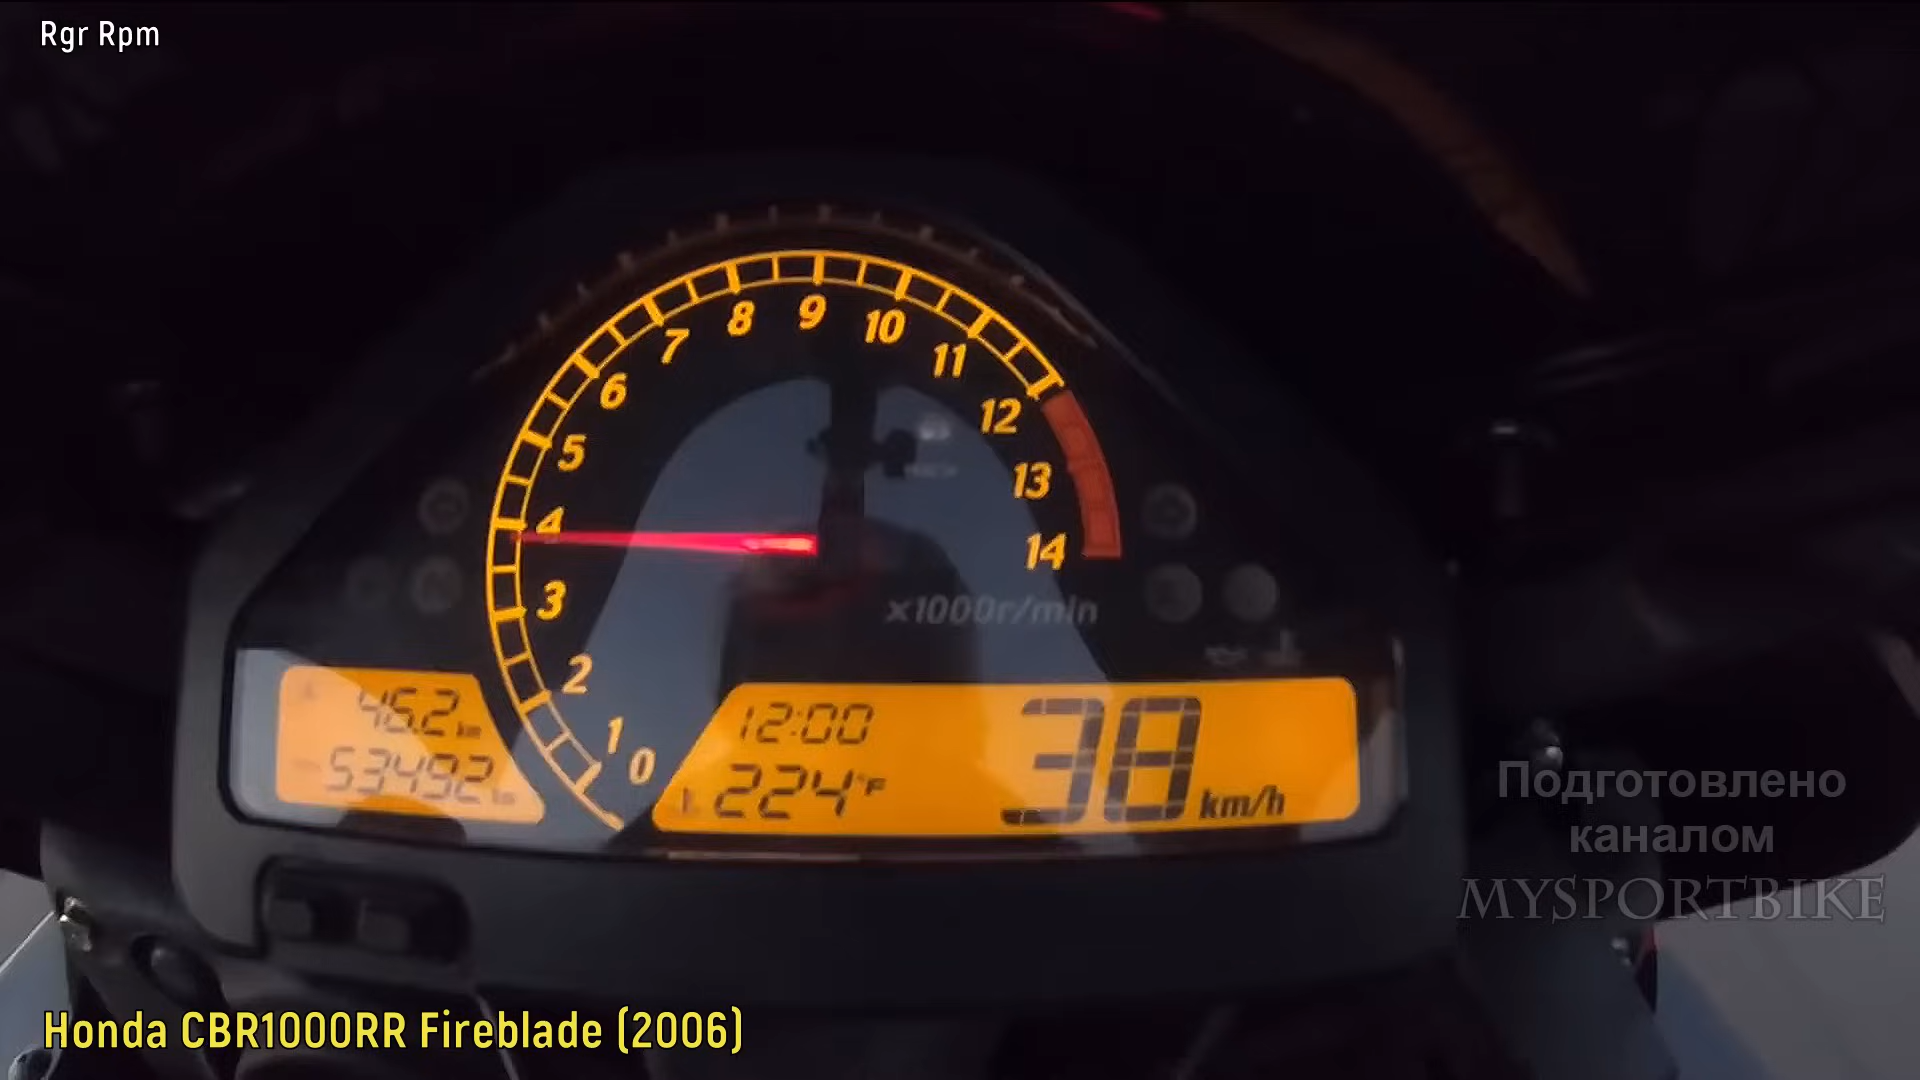 Rgr Rpm
0
1
2
3
4
5
6
7
8
9
10
11
12
13
14
x1000r/min
46.2 km
53492 km
12:00
224°F
38 km/h
Подготовлено
каналом
MYSPORTBIKE
Honda CBR1000RR Fireblade (2006)